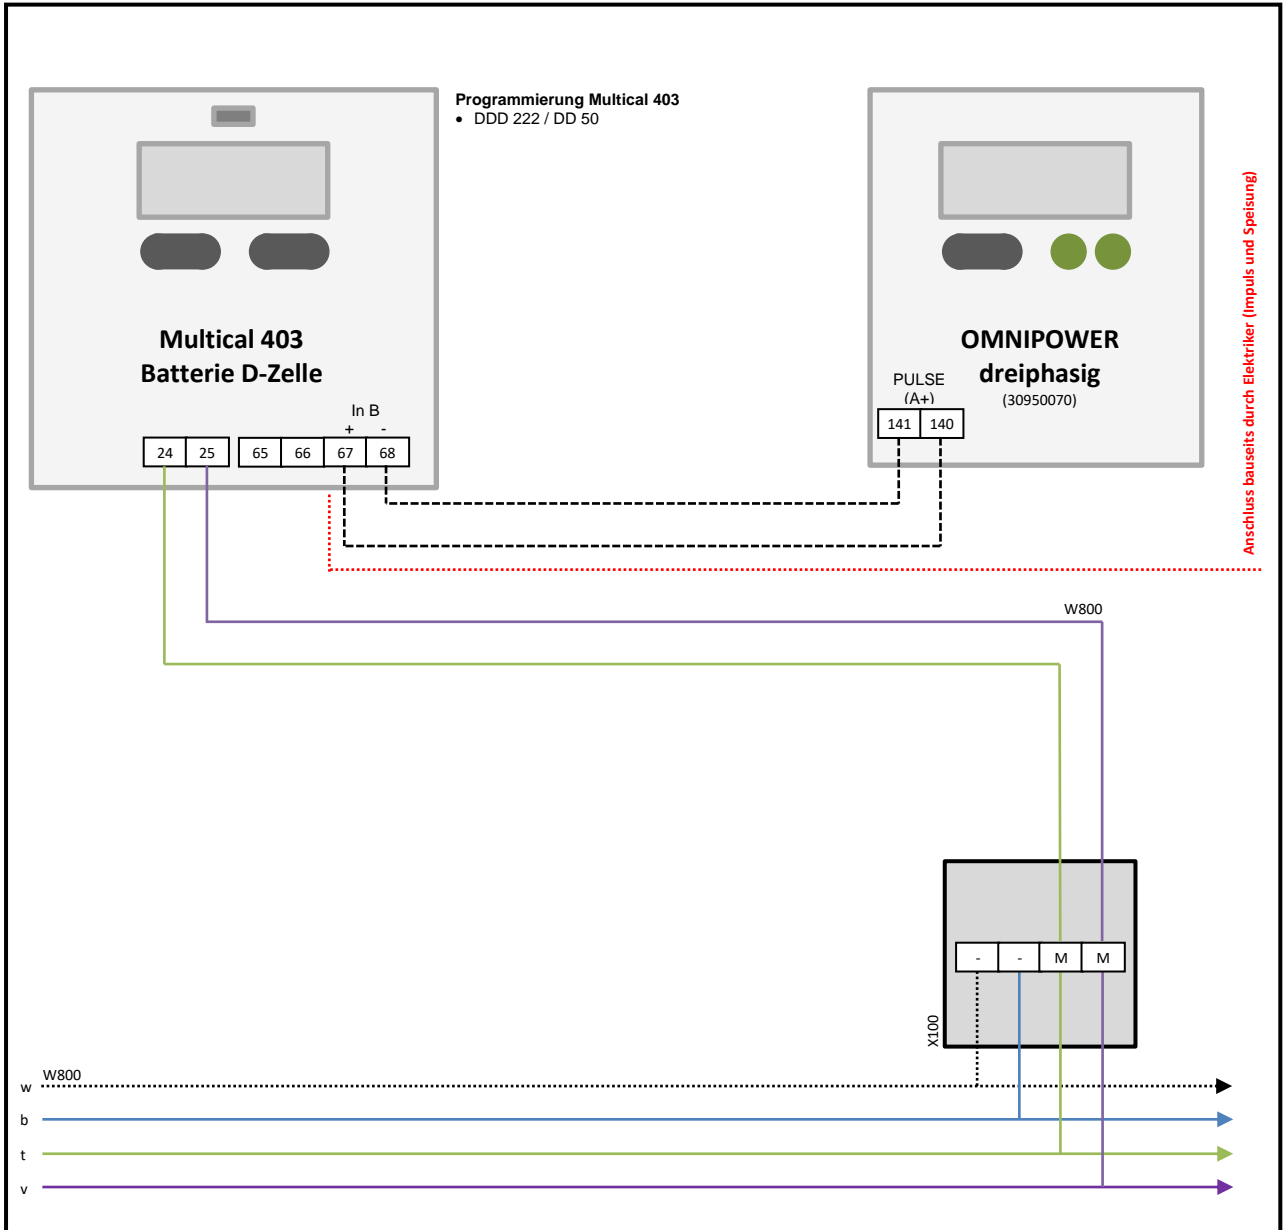 Programmierung Multical 403
• DDD 222 / DD 50
Multical 403
Batterie D-Zelle
In B
+ -
24 25 65 66 67 68
OMNIPOWER
dreiphasig
(30950070)
PULSE
(A+)
141 140
Anschluss bauseits durch Elektriker (Impuls und Speisung)
W800
- - M M
X100
W800
w
b
t
v